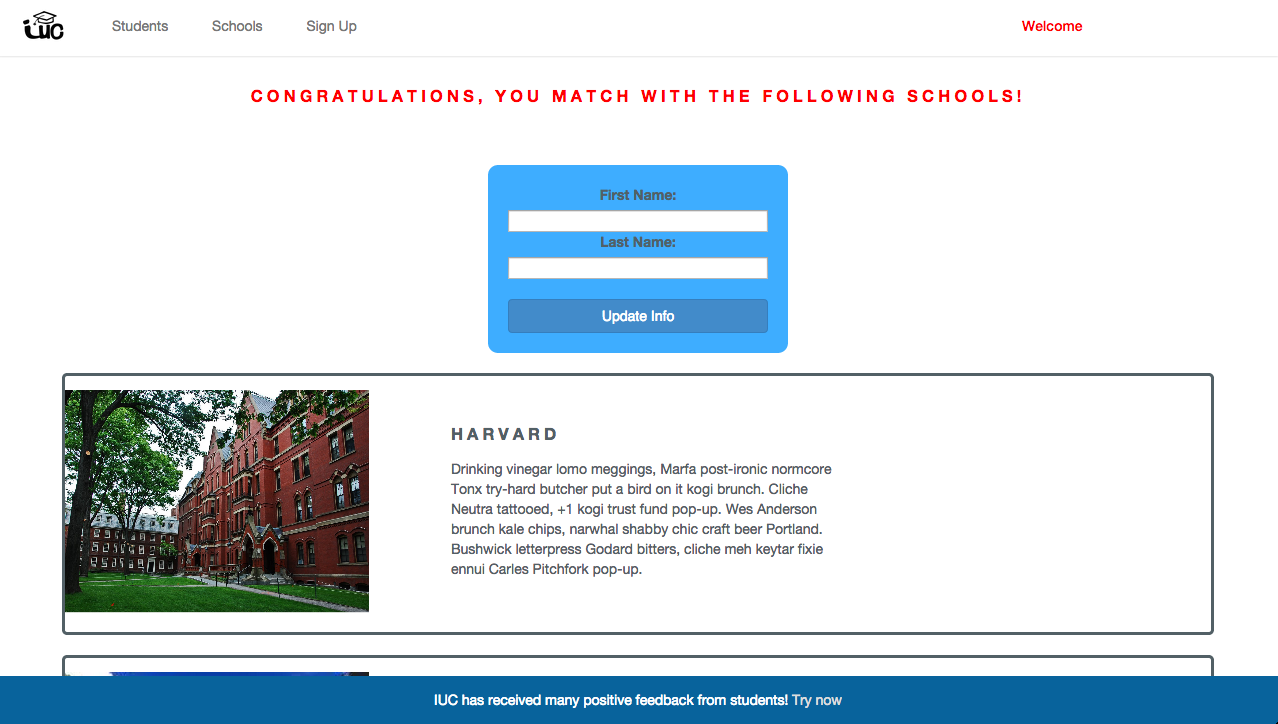 iuc
Students
Schools
Sign Up
Welcome
CONGRATULATIONS, YOU MATCH WITH THE FOLLOWING SCHOOLS!
First Name:
Last Name:
Update Info
HARVARD
Drinking vinegar lomo meggings, Marfa post-ironic normcore
Tonx try-hard butcher put a bird on it kogi brunch. Cliche
Neutra tattooed, +1 kogi trust fund pop-up. Wes Anderson
brunch kale chips, narwhal shabby chic craft beer Portland.
Bushwick letterpress Godard bitters, cliche meh keytar fixie
ennui Carles Pitchfork pop-up.
IUC has received many positive feedback from students! Try now